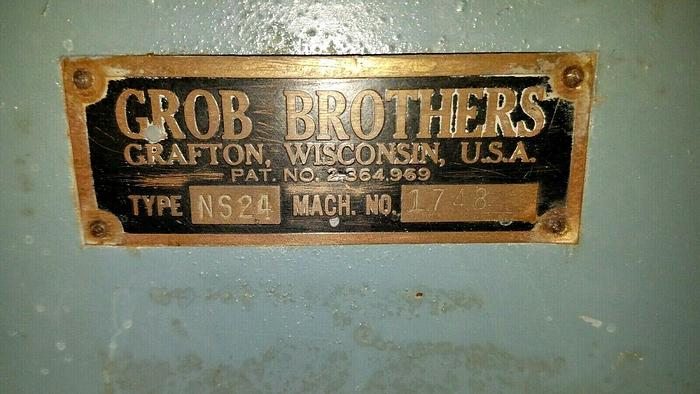 GROB BROTHERS
GRAFTON, WISCONSIN, U.S.A.
PAT. NO. 2,364,969
TYPE NS24 MACH. NO. 1748